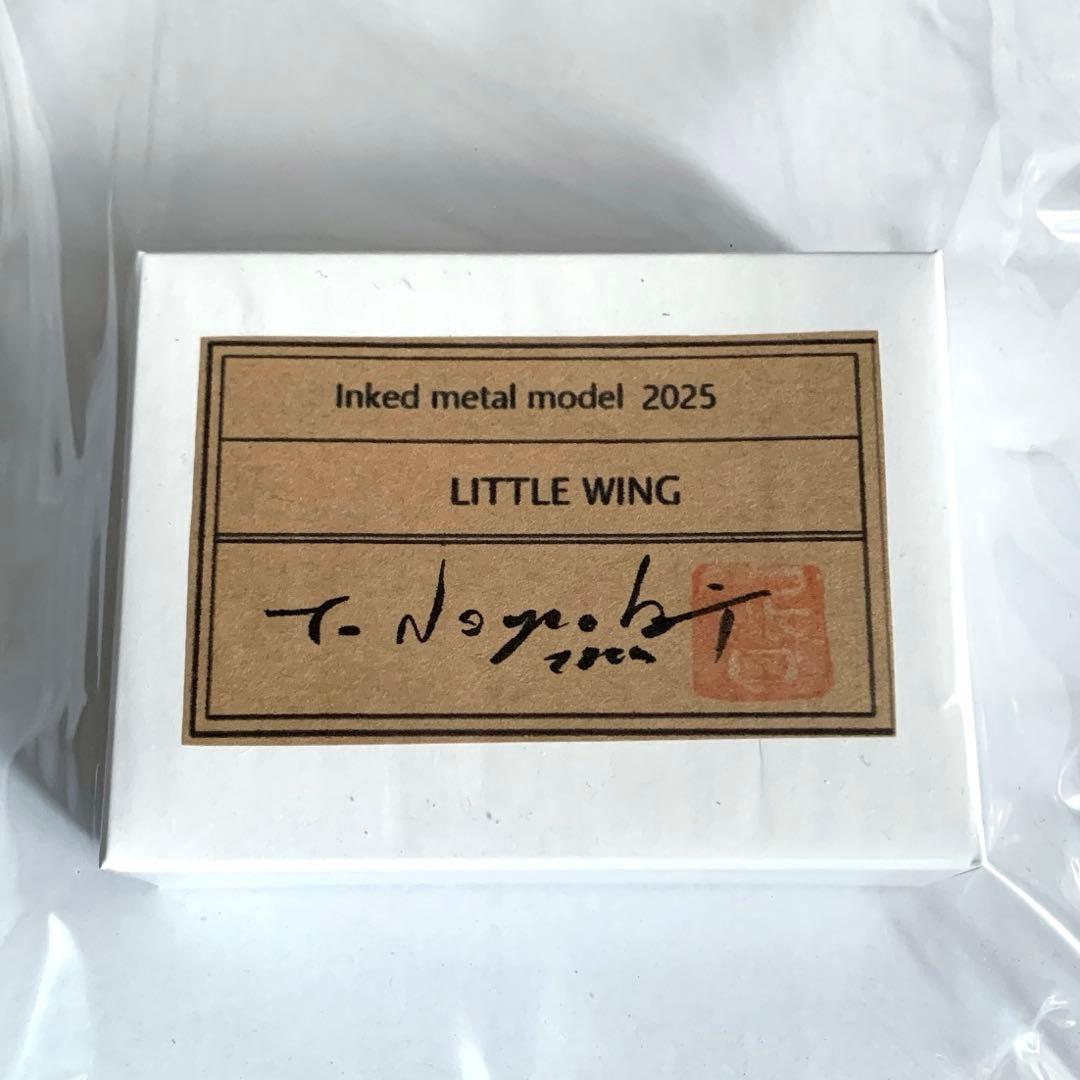 Inked metal model 2025
LITTLE WING
T.